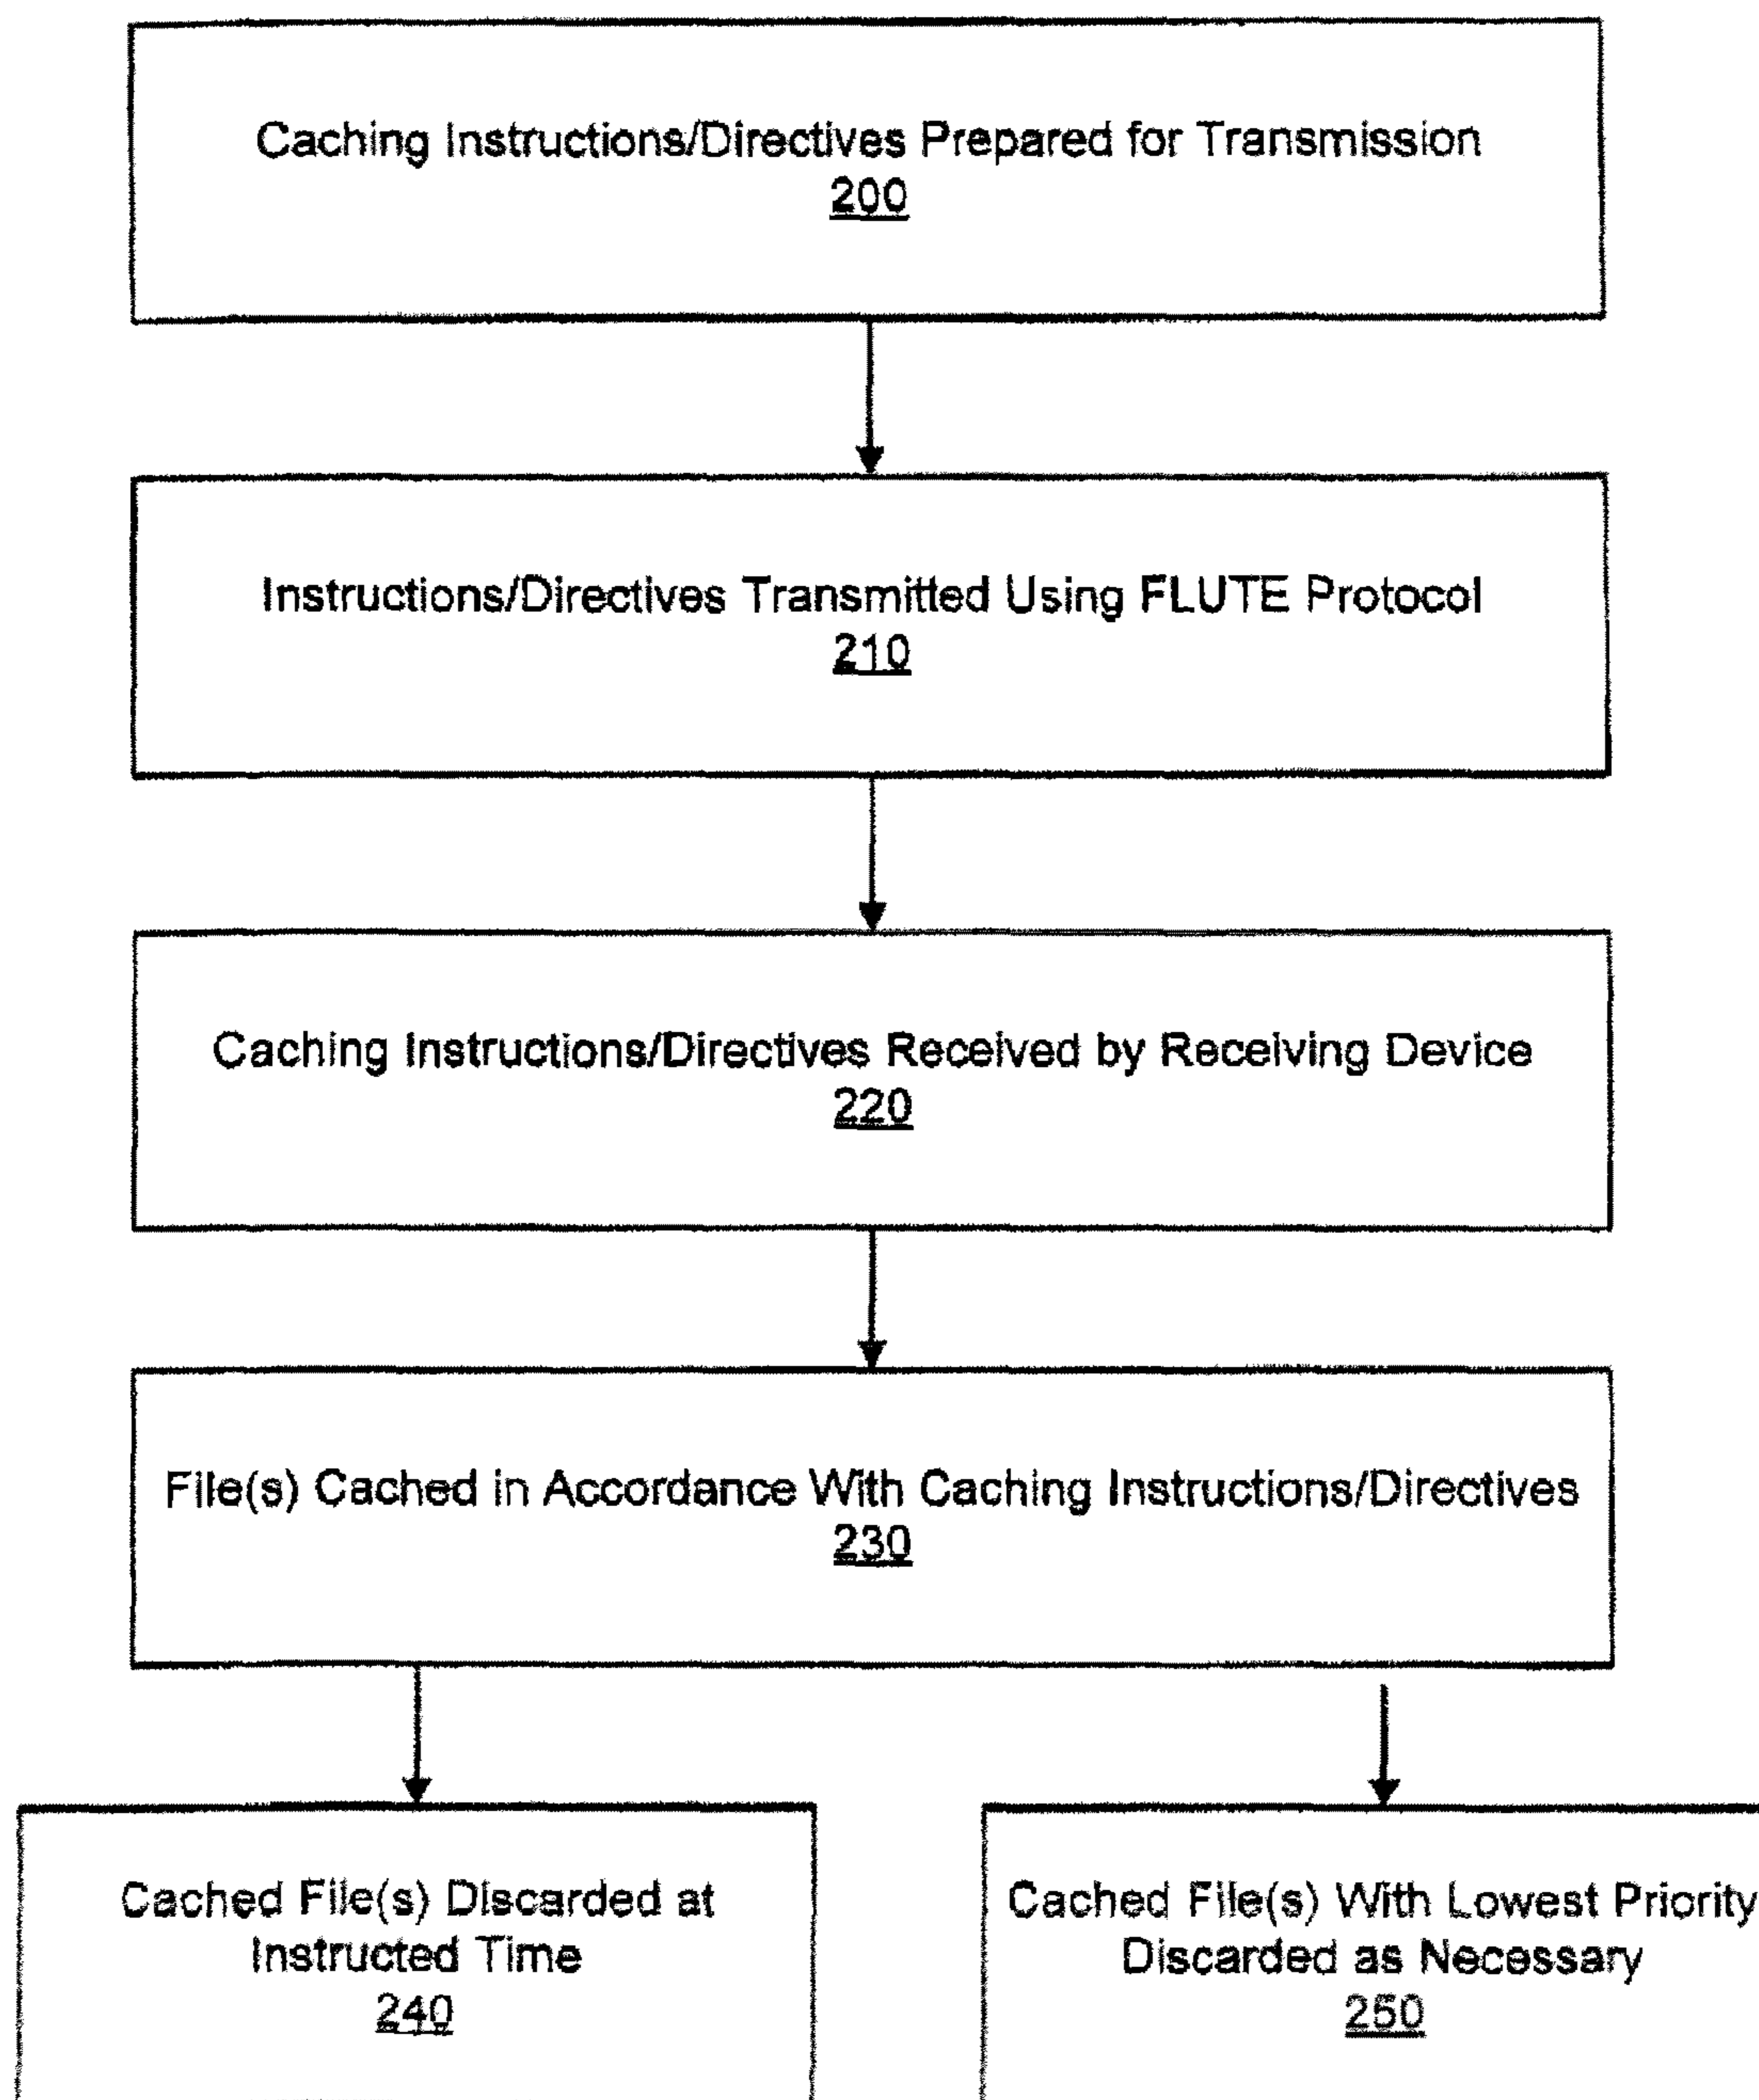 Caching Instructions/Directives Prepared for Transmission
200
Instructions/Directives Transmitted Using FLUTE Protocol
210
Caching Instructions/Directives Received by Receiving Device
220
File(s) Cached in Accordance With Caching Instructions/Directives
230
Cached File(s) Discarded at
Instructed Time
240
Cached File(s) With Lowest Priority
Discarded as Necessary
250